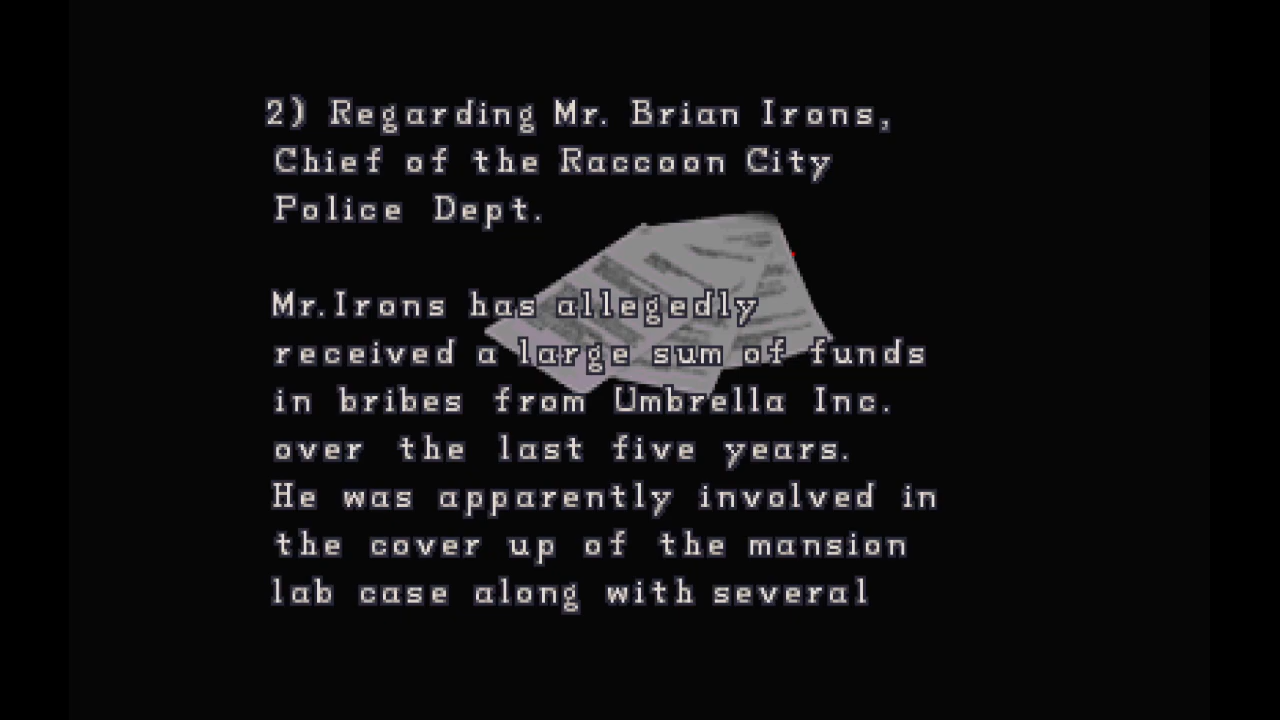 2) Regarding Mr. Brian Irons,
Chief of the Raccoon City
Police Dept.
Mr.Irons has allegedly
received a large sum of funds
in bribes from Umbrella Inc.
over the last five years.
He was apparently involved in
the cover up of the mansion
lab case along with several